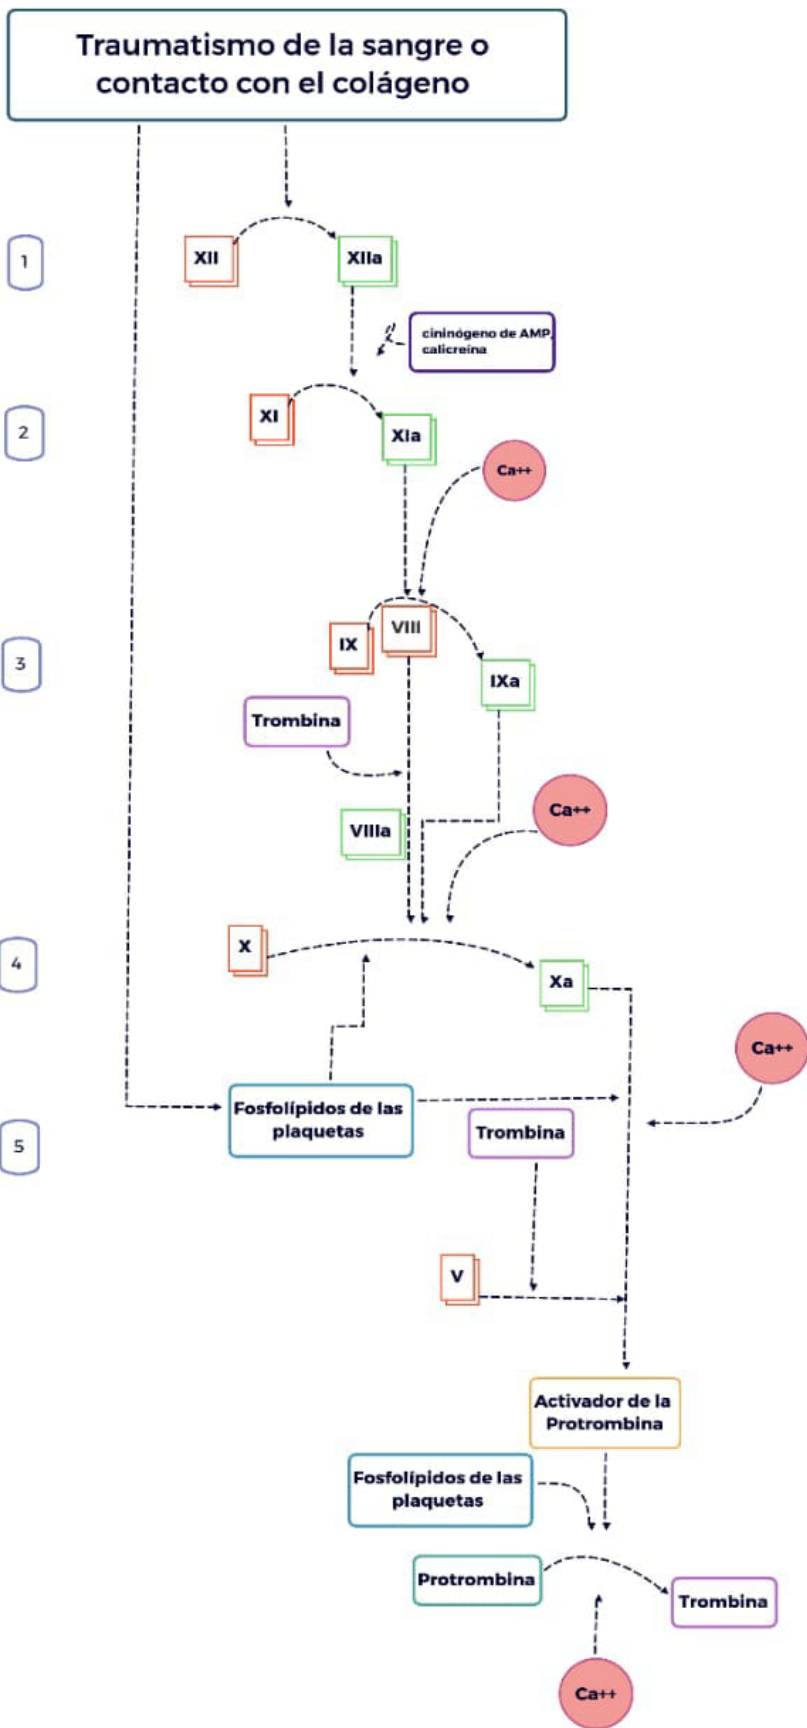 Traumatismo de la sangre o
contacto con el colágeno
1
XII
XIIa
cininógeno de AMP,
calicreína
2
XI
XIa
Ca++
3
IX
VIII
IXa
Trombina
VIIIa
Ca++
4
X
Xa
Ca++
Fosfolípidos de las
plaquetas
5
Trombina
V
Activador de la
Protrombina
Fosfolípidos de las
plaquetas
Protrombina
Trombina
Ca++